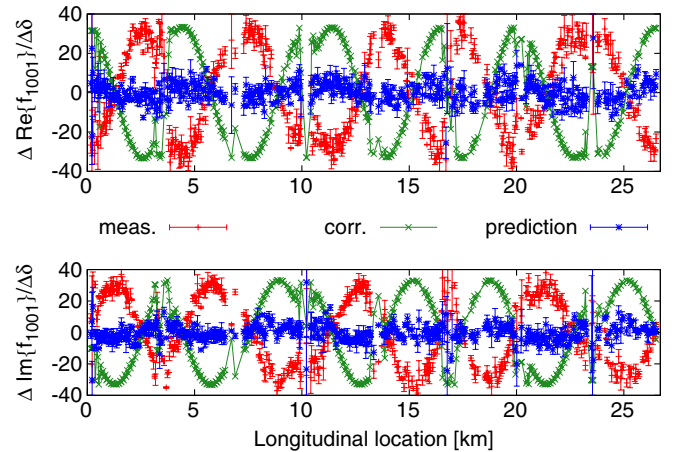 Δ Re{f1001}/Δδ
40
20
0
-20
-40
0 5 10 15 20 25
meas. corr. prediction
Δ Im{f1001}/Δδ
40
20
0
-20
-40
0 5 10 15 20 25
Longitudinal location [km]